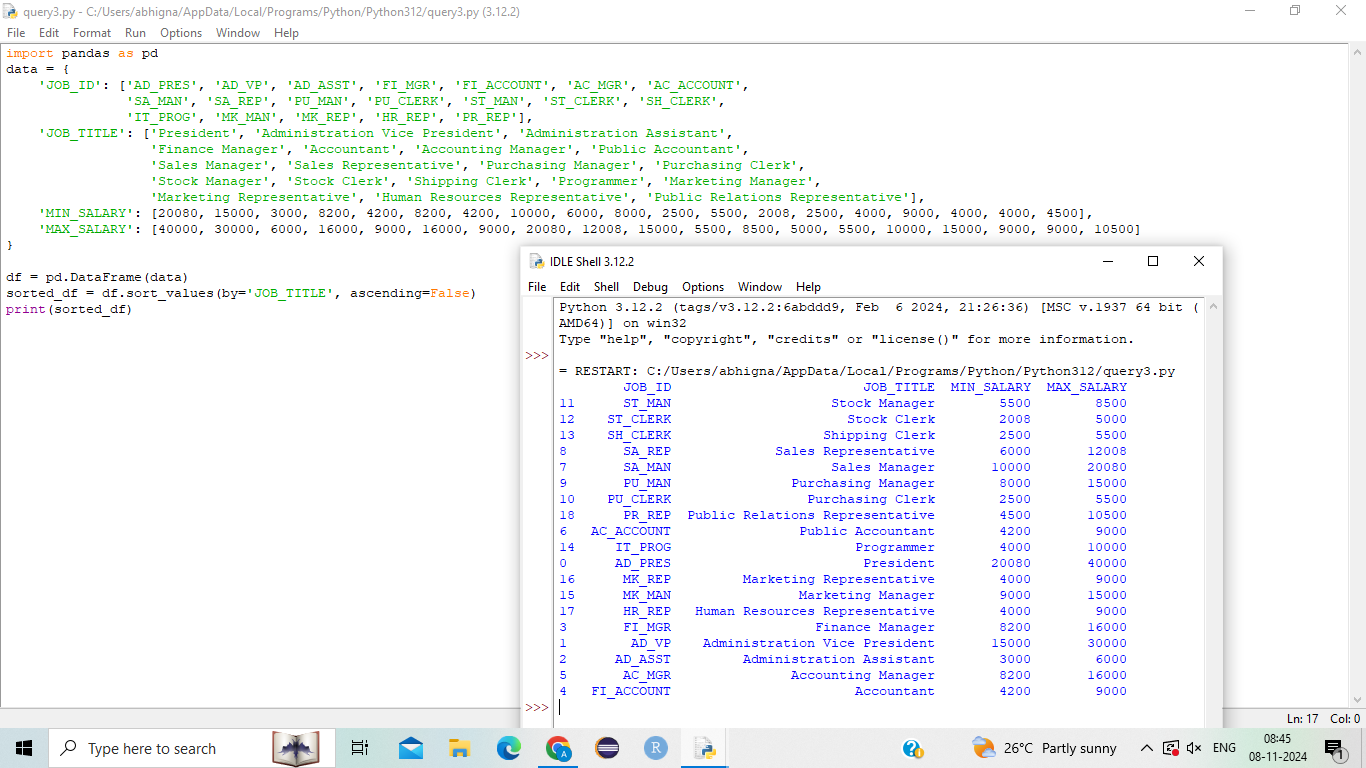 query3.py - C:/Users/abhigna/AppData/Local/Programs/Python/Python312/query3.py (3.12.2)
File Edit Format Run Options Window Help
import pandas as pd
data = {
    'JOB_ID': ['AD_PRES', 'AD_VP', 'AD_ASST', 'FI_MGR', 'FI_ACCOUNT', 'AC_MGR', 'AC_ACCOUNT',
               'SA_MAN', 'SA_REP', 'PU_MAN', 'PU_CLERK', 'ST_MAN', 'ST_CLERK', 'SH_CLERK',
               'IT_PROG', 'MK_MAN', 'MK_REP', 'HR_REP', 'PR_REP'],
    'JOB_TITLE': ['President', 'Administration Vice President', 'Administration Assistant',
                  'Finance Manager', 'Accountant', 'Accounting Manager', 'Public Accountant',
                  'Sales Manager', 'Sales Representative', 'Purchasing Manager', 'Purchasing Clerk',
                  'Stock Manager', 'Stock Clerk', 'Shipping Clerk', 'Programmer', 'Marketing Manager',
                  'Marketing Representative', 'Human Resources Representative', 'Public Relations Representative'],
    'MIN_SALARY': [20080, 15000, 3000, 8200, 4200, 8200, 4200, 10000, 6000, 8000, 2500, 5500, 2008, 2500, 4000, 9000, 4000, 4000, 4500],
    'MAX_SALARY': [40000, 30000, 6000, 16000, 9000, 16000, 9000, 20080, 12008, 15000, 5500, 8500, 5000, 5500, 10000, 15000, 9000, 9000, 10500]
}
df = pd.DataFrame(data)
sorted_df = df.sort_values(by='JOB_TITLE', ascending=False)
print(sorted_df)
IDLE Shell 3.12.2
File Edit Shell Debug Options Window Help
Python 3.12.2 (tags/v3.12.2:6abddd9, Feb  6 2024, 21:26:36) [MSC v.1937 64 bit (
AMD64)] on win32
Type "help", "copyright", "credits" or "license()" for more information.
>>>
= RESTART: C:/Users/abhigna/AppData/Local/Programs/Python/Python312/query3.py
JOB_ID JOB_TITLE MIN_SALARY MAX_SALARY
11 ST_MAN Stock Manager 5500 8500
12 ST_CLERK Stock Clerk 2008 5000
13 SH_CLERK Shipping Clerk 2500 5500
8 SA_REP Sales Representative 6000 12008
7 SA_MAN Sales Manager 10000 20080
9 PU_MAN Purchasing Manager 8000 15000
10 PU_CLERK Purchasing Clerk 2500 5500
18 PR_REP Public Relations Representative 4500 10500
6 AC_ACCOUNT Public Accountant 4200 9000
14 IT_PROG Programmer 4000 10000
0 AD_PRES President 20080 40000
16 MK_REP Marketing Representative 4000 9000
15 MK_MAN Marketing Manager 9000 15000
17 HR_REP Human Resources Representative 4000 9000
3 FI_MGR Finance Manager 8200 16000
1 AD_VP Administration Vice President 15000 30000
2 AD_ASST Administration Assistant 3000 6000
5 AC_MGR Accounting Manager 8200 16000
4 FI_ACCOUNT Accountant 4200 9000
>>>
Ln: 17 Col: 0
Type here to search
A
R
26°C Partly sunny
ENG
08:45
08-11-2024
1